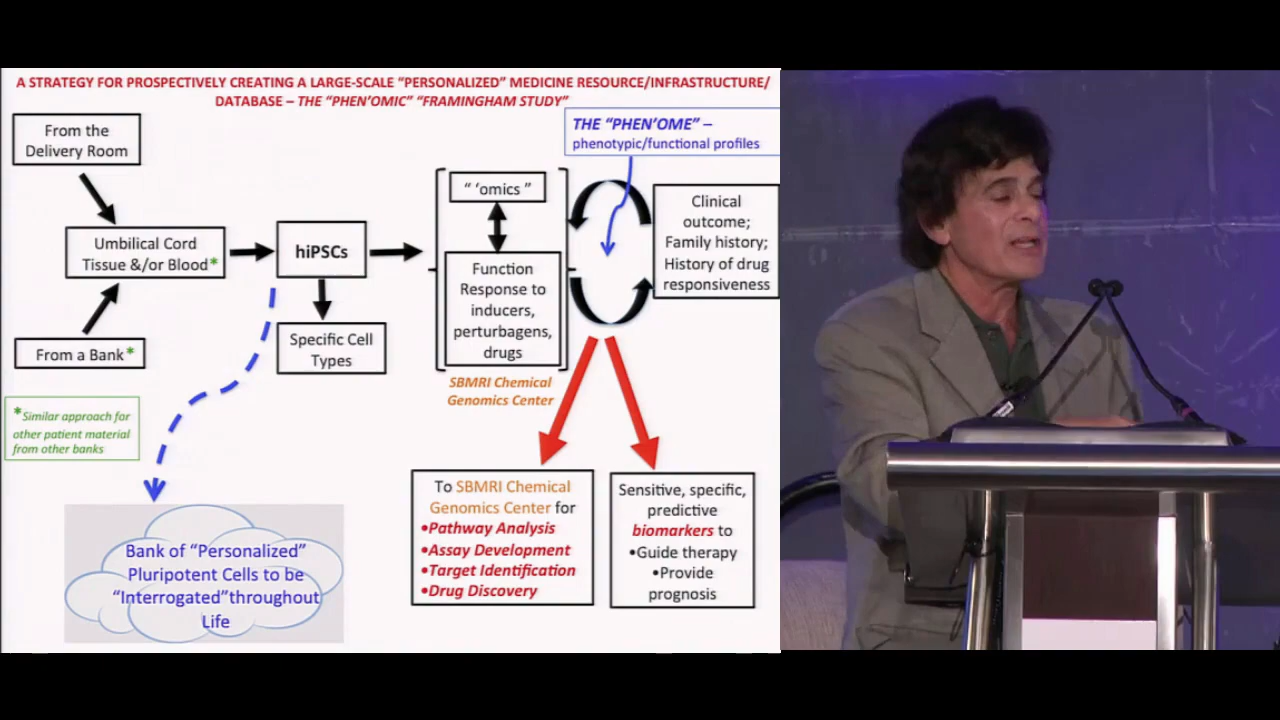 A STRATEGY FOR PROSPECTIVELY CREATING A LARGE-SCALE “PERSONALIZED” MEDICINE RESOURCE/INFRASTRUCTURE/
DATABASE – THE “PHEN’OMIC” “FRAMINGHAM STUDY”
From the
Delivery Room
THE “PHEN’OME” –
phenotypic/functional profiles
“ ‘omics ”
Clinical
outcome;
Family history;
History of drug
responsiveness
Umbilical Cord
Tissue &/or Blood*
hiPSCs
Function
Response to
inducers,
perturbagens,
drugs
Specific Cell
Types
From a Bank*
SBMRI Chemical
Genomics Center
*Similar approach for
other patient material
from other banks
To SBMRI Chemical
Genomics Center for
•Pathway Analysis
•Assay Development
•Target Identification
•Drug Discovery
Sensitive, specific,
predictive
biomarkers to
•Guide therapy
•Provide
prognosis
Bank of “Personalized”
Pluripotent Cells to be
“Interrogated”throughout
Life